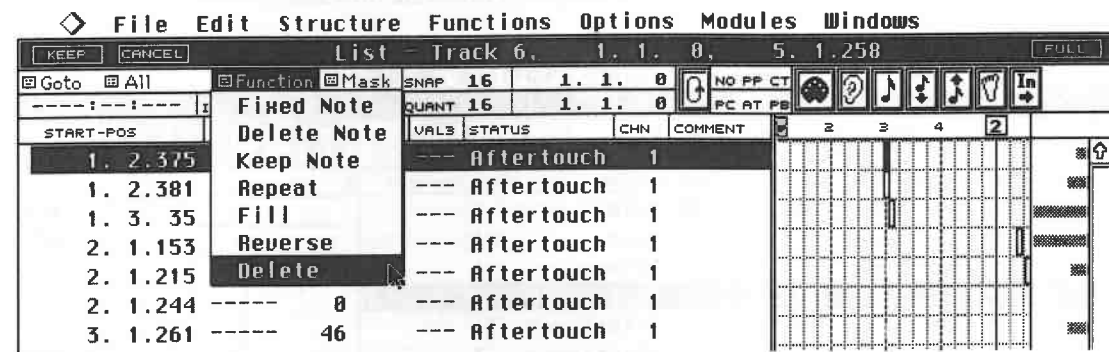 File Edit Structure Functions Options Modules Windows
KEEP CANCEL List - Track 6, 1. 1. 0, 5. 1.258 FULL
Goto All Function Mask SNAP 16 1. 1. 0 NO PP CT In
----:--:--- QUANT 16 1. 1. 0 PC AT PB
START-POS VAL3 STATUS CHN COMMENT 2 3 4 2
Fixed Note
Delete Note
Keep Note
Repeat
Fill
Reverse
Delete
1. 2.375 --- Aftertouch 1
1. 2.381 --- Aftertouch 1
1. 3. 35 --- Aftertouch 1
2. 1.153 --- Aftertouch 1
2. 1.215 --- Aftertouch 1
2. 1.244 ----- 0 --- Aftertouch 1
3. 1.261 ----- 46 --- Aftertouch 1